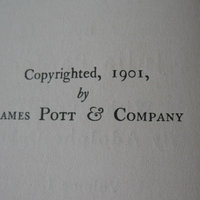 Copyrighted, 1901,
by
AMES POTT & COMPANY